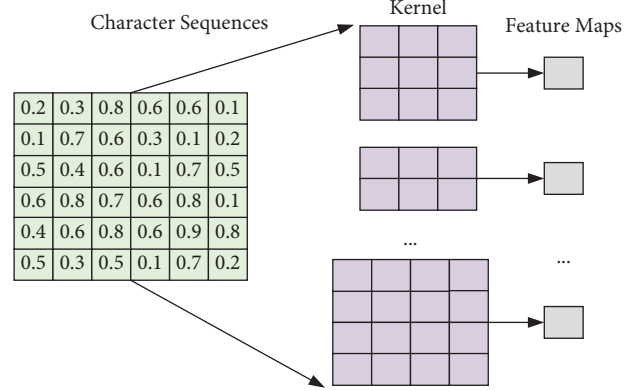 Character Sequences
Kernel
Feature Maps
0.2 0.3 0.8 0.6 0.6 0.1
0.1 0.7 0.6 0.3 0.1 0.2
0.5 0.4 0.6 0.1 0.7 0.5
0.6 0.8 0.7 0.6 0.8 0.1
0.4 0.6 0.8 0.6 0.9 0.8
0.5 0.3 0.5 0.1 0.7 0.2
...
...